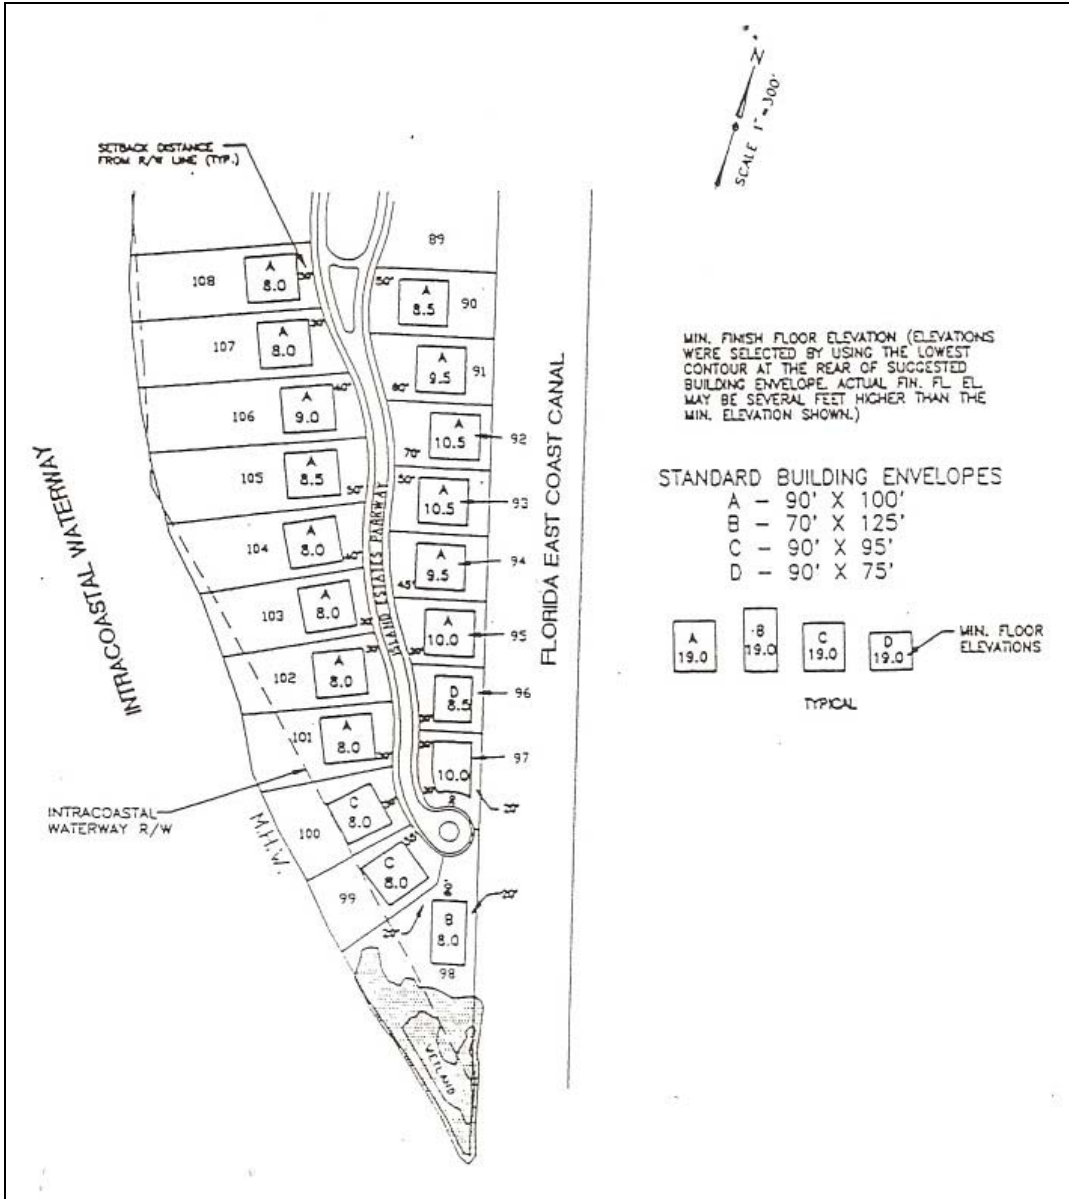 N
SCALE 1" = 300'
SETBACK DISTANCE
FROM R/W LINE (TYP.)
89
108
A
8.0
30'
50'
A
8.5
90
107
A
8.0
30'
A
9.5
91
60'
106
A
9.0
40'
A
10.5
92
70'
105
A
8.5
50'
50'
A
10.5
93
104
A
8.0
40'
A
9.5
94
45'
103
A
8.0
A
10.0
95
102
A
8.0
D
8.5
96
101
A
8.0
30'
10.0
97
100
C
8.0
35'
99
C
8.0
B
8.0
98
20'
WETLAND
ISLAND ESTATES PARKWAY
INTRACOASTAL WATERWAY
FLORIDA EAST COAST CANAL
INTRACOASTAL
WATERWAY R/W
M.H.W.
MIN. FINISH FLOOR ELEVATION (ELEVATIONS
WERE SELECTED BY USING THE LOWEST
CONTOUR AT THE REAR OF SUGGESTED
BUILDING ENVELOPE. ACTUAL FIN. FL. EL.
MAY BE SEVERAL FEET HIGHER THAN THE
MIN. ELEVATION SHOWN.)
STANDARD BUILDING ENVELOPES
A - 90' X 100'
B - 70' X 125'
C - 90' X 95'
D - 90' X 75'
A
19.0
B
19.0
C
19.0
D
19.0
MIN. FLOOR
ELEVATIONS
TYPICAL